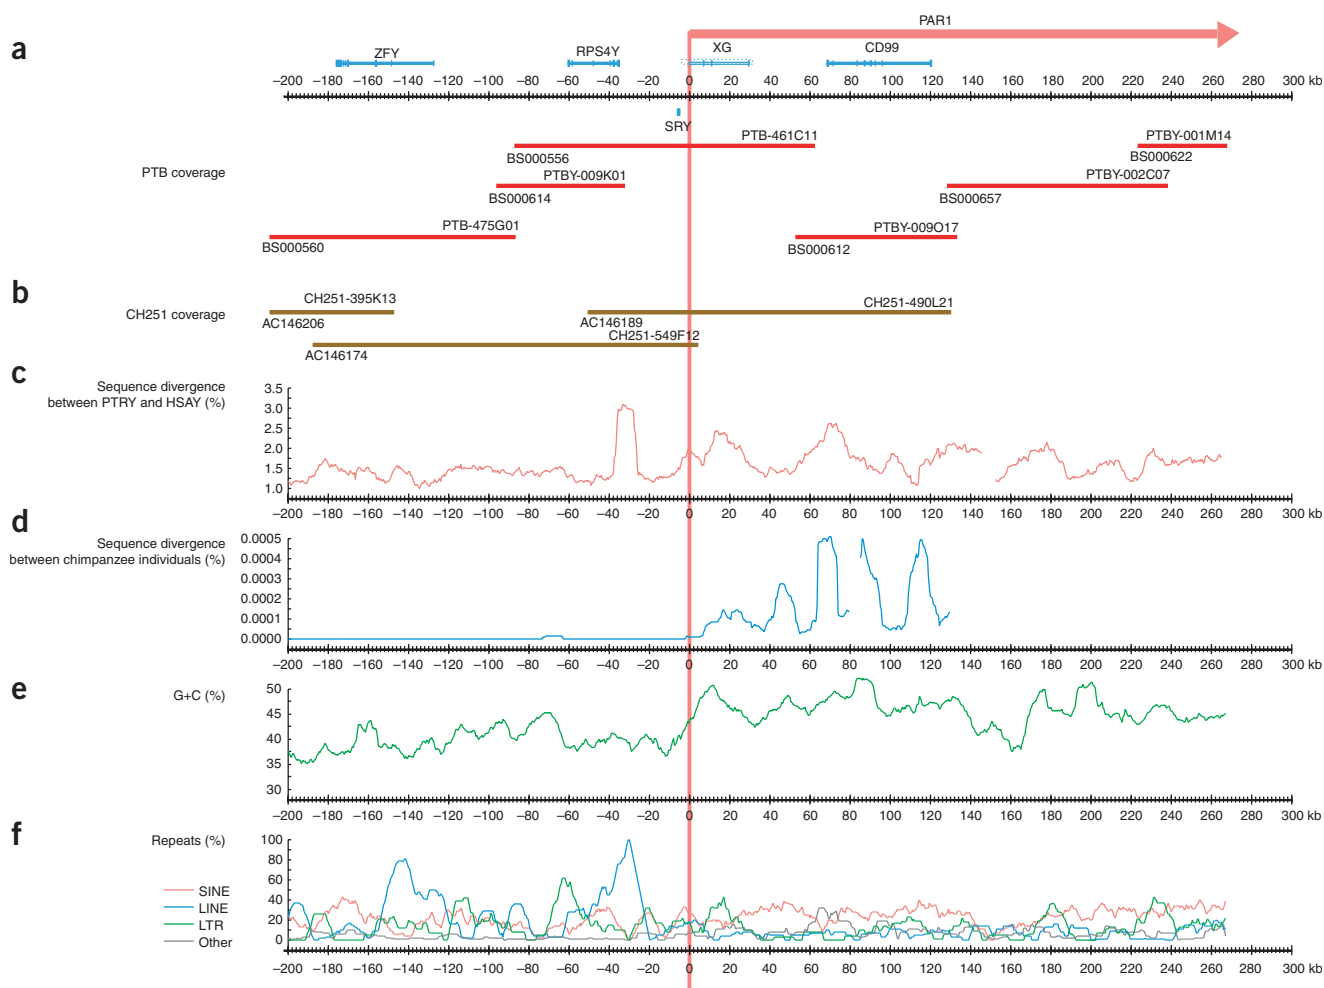 PAR1
a
ZFY RPS4Y XG CD99
−200 −180 −160 −140 −120 −100 −80 −60 −40 −20 0 20 40 60 80 100 120 140 160 180 200 220 240 260 280 300 kb
SRY
PTB coverage
PTB-461C11 PTBY-001M14
BS000556 BS000622
PTBY-009K01 PTBY-002C07
BS000614 BS000657
PTB-475G01 PTBY-009O17
BS000560 BS000612
b
CH251 coverage
CH251-395K13 CH251-490L21
AC146206 AC146189
CH251-549F12
AC146174
c
Sequence divergence
between PTRY and HSAY (%)
3.5
3.0
2.5
2.0
1.5
1.0
−200 −180 −160 −140 −120 −100 −80 −60 −40 −20 0 20 40 60 80 100 120 140 160 180 200 220 240 260 280 300 kb
d
Sequence divergence
between chimpanzee individuals (%)
0.0005
0.0004
0.0003
0.0002
0.0001
0.0000
−200 −180 −160 −140 −120 −100 −80 −60 −40 −20 0 20 40 60 80 100 120 140 160 180 200 220 240 260 280 300 kb
e
G+C (%)
50
45
40
35
30
−200 −180 −160 −140 −120 −100 −80 −60 −40 −20 0 20 40 60 80 100 120 140 160 180 200 220 240 260 280 300 kb
f
Repeats (%)
SINE
LINE
LTR
Other
100
80
60
40
20
0
−200 −180 −160 −140 −120 −100 −80 −60 −40 −20 0 20 40 60 80 100 120 140 160 180 200 220 240 260 280 300 kb